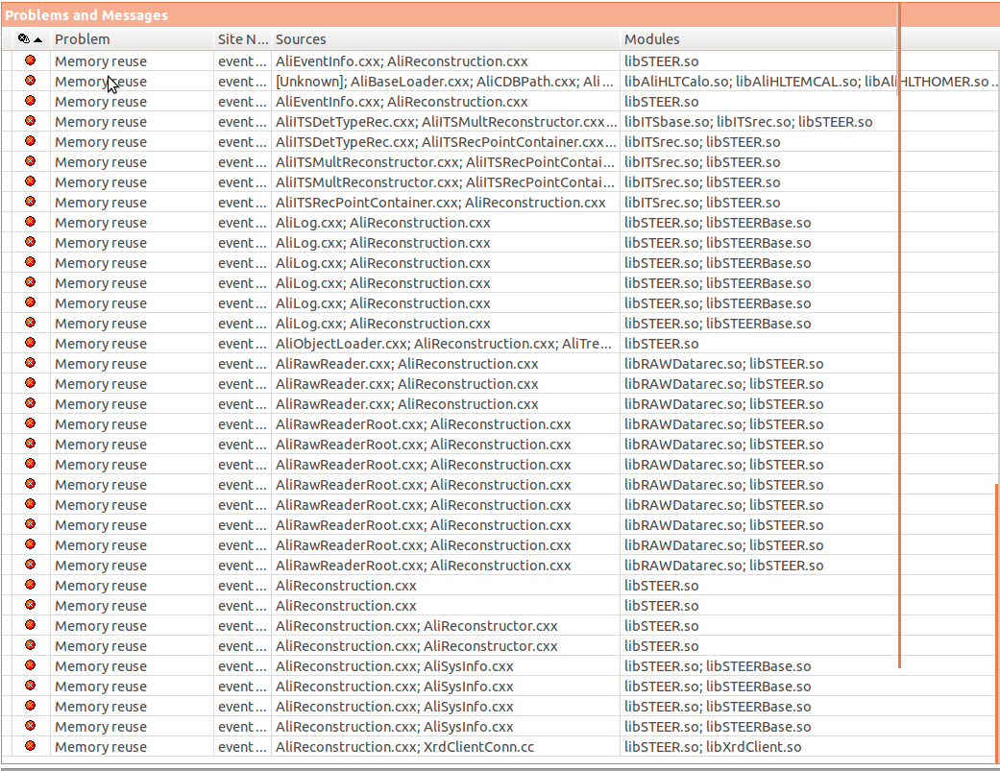 Problems and Messages
Problem Site N... Sources Modules
Memory reuse event ... AliEventInfo.cxx; AliReconstruction.cxx libSTEER.so
Memory reuse event ... [Unknown]; AliBaseLoader.cxx; AliCDBPath.cxx; Ali ... libAliHLTCalo.so; libAliHLTEMCAL.so; libAliHLTHOMER.so ..
Memory reuse event ... AliEventInfo.cxx; AliReconstruction.cxx libSTEER.so
Memory reuse event ... AliITSDetTypeRec.cxx; AliITSMultReconstructor.cxx... libITSbase.so; libITSrec.so; libSTEER.so
Memory reuse event ... AliITSDetTypeRec.cxx; AliITSRecPointContainer.cxx... libITSrec.so; libSTEER.so
Memory reuse event ... AliITSMultReconstructor.cxx; AliITSRecPointContai... libITSrec.so; libSTEER.so
Memory reuse event ... AliITSMultReconstructor.cxx; AliITSRecPointContai... libITSrec.so; libSTEER.so
Memory reuse event ... AliITSRecPointContainer.cxx; AliReconstruction.cxx libITSrec.so; libSTEER.so
Memory reuse event ... AliLog.cxx; AliReconstruction.cxx libSTEER.so; libSTEERBase.so
Memory reuse event ... AliLog.cxx; AliReconstruction.cxx libSTEER.so; libSTEERBase.so
Memory reuse event ... AliLog.cxx; AliReconstruction.cxx libSTEER.so; libSTEERBase.so
Memory reuse event ... AliLog.cxx; AliReconstruction.cxx libSTEER.so; libSTEERBase.so
Memory reuse event ... AliLog.cxx; AliReconstruction.cxx libSTEER.so; libSTEERBase.so
Memory reuse event ... AliLog.cxx; AliReconstruction.cxx libSTEER.so; libSTEERBase.so
Memory reuse event ... AliObjectLoader.cxx; AliReconstruction.cxx; AliTre... libSTEER.so
Memory reuse event ... AliRawReader.cxx; AliReconstruction.cxx libRAWDatarec.so; libSTEER.so
Memory reuse event ... AliRawReader.cxx; AliReconstruction.cxx libRAWDatarec.so; libSTEER.so
Memory reuse event ... AliRawReader.cxx; AliReconstruction.cxx libRAWDatarec.so; libSTEER.so
Memory reuse event ... AliRawReaderRoot.cxx; AliReconstruction.cxx libRAWDatarec.so; libSTEER.so
Memory reuse event ... AliRawReaderRoot.cxx; AliReconstruction.cxx libRAWDatarec.so; libSTEER.so
Memory reuse event ... AliRawReaderRoot.cxx; AliReconstruction.cxx libRAWDatarec.so; libSTEER.so
Memory reuse event ... AliRawReaderRoot.cxx; AliReconstruction.cxx libRAWDatarec.so; libSTEER.so
Memory reuse event ... AliRawReaderRoot.cxx; AliReconstruction.cxx libRAWDatarec.so; libSTEER.so
Memory reuse event ... AliRawReaderRoot.cxx; AliReconstruction.cxx libRAWDatarec.so; libSTEER.so
Memory reuse event ... AliRawReaderRoot.cxx; AliReconstruction.cxx libRAWDatarec.so; libSTEER.so
Memory reuse event ... AliRawReaderRoot.cxx; AliReconstruction.cxx libRAWDatarec.so; libSTEER.so
Memory reuse event ... AliReconstruction.cxx libSTEER.so
Memory reuse event ... AliReconstruction.cxx libSTEER.so
Memory reuse event ... AliReconstruction.cxx; AliReconstructor.cxx libSTEER.so
Memory reuse event ... AliReconstruction.cxx; AliReconstructor.cxx libSTEER.so
Memory reuse event ... AliReconstruction.cxx; AliSysInfo.cxx libSTEER.so; libSTEERBase.so
Memory reuse event ... AliReconstruction.cxx; AliSysInfo.cxx libSTEER.so; libSTEERBase.so
Memory reuse event ... AliReconstruction.cxx; AliSysInfo.cxx libSTEER.so; libSTEERBase.so
Memory reuse event ... AliReconstruction.cxx; AliSysInfo.cxx libSTEER.so; libSTEERBase.so
Memory reuse event ... AliReconstruction.cxx; XrdClientConn.cc libSTEER.so; libXrdClient.so